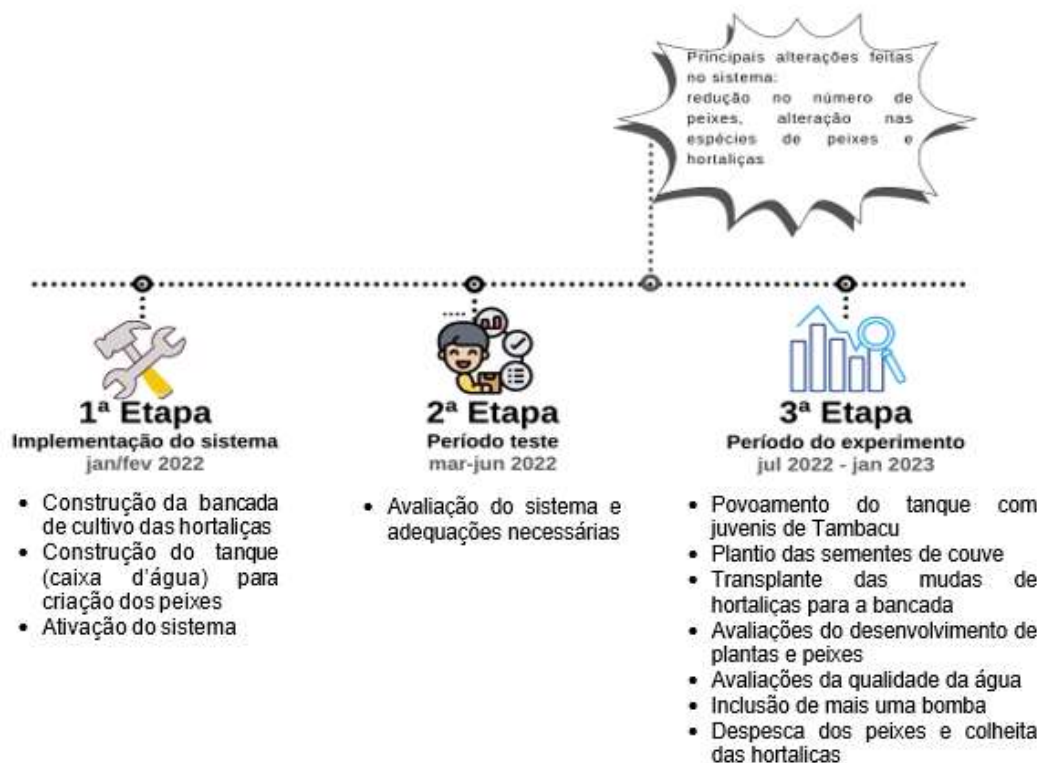 Principais alterações feitas
no sistema:
redução no número de
peixes, alteração nas
espécies de peixes e
hortaliças
1ª Etapa
Implementação do sistema
jan/fev 2022
• Construção da bancada
de cultivo das hortaliças
• Construção do tanque
(caixa d'água) para
criação dos peixes
• Ativação do sistema
2ª Etapa
Período teste
mar-jun 2022
• Avaliação do sistema e
adequações necessárias
3ª Etapa
Período do experimento
jul 2022 - jan 2023
• Povoamento do tanque com
juvenis de Tambacu
• Plantio das sementes de couve
• Transplante das mudas de
hortaliças para a bancada
• Avaliações do desenvolvimento de
plantas e peixes
• Avaliações da qualidade da água
• Inclusão de mais uma bomba
• Despesca dos peixes e colheita
das hortaliças